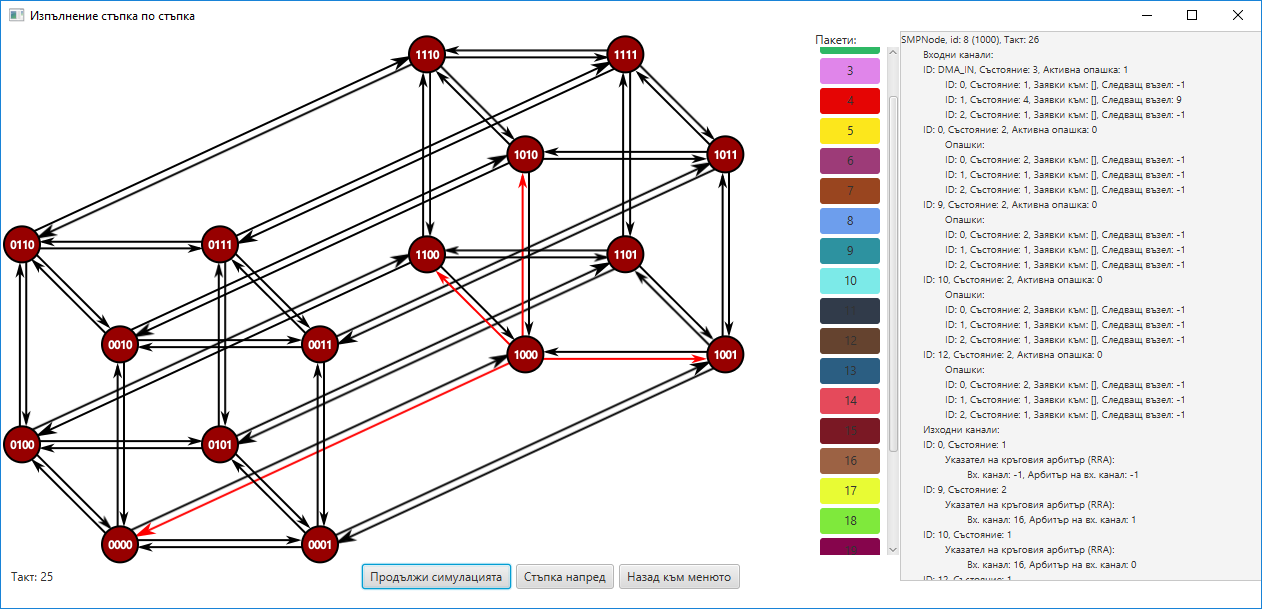 Изпълнение стъпка по стъпка
1110
1111
1010
1011
0110
0111
1100
1101
0010
0011
1000
1001
0100
0101
0000
0001
Такт: 25
Продължи симулацията
Стъпка напред
Назад към менюто
Пакети:
3
4
5
6
7
8
9
10
11
12
13
14
15
16
17
18
SMPNode, id: 8 (1000), Такт: 26
Входни канали:
ID: DMA_IN, Състояние: 3, Активна опашка: 1
ID: 0, Състояние: 1, Заявки към: [], Следващ възел: -1
ID: 1, Състояние: 4, Заявки към: [], Следващ възел: 9
ID: 2, Състояние: 1, Заявки към: [], Следващ възел: -1
ID: 0, Състояние: 2, Активна опашка: 0
Опашки:
ID: 0, Състояние: 2, Заявки към: [], Следващ възел: -1
ID: 1, Състояние: 1, Заявки към: [], Следващ възел: -1
ID: 2, Състояние: 1, Заявки към: [], Следващ възел: -1
ID: 9, Състояние: 2, Активна опашка: 0
Опашки:
ID: 0, Състояние: 2, Заявки към: [], Следващ възел: -1
ID: 1, Състояние: 1, Заявки към: [], Следващ възел: -1
ID: 2, Състояние: 1, Заявки към: [], Следващ възел: -1
ID: 10, Състояние: 2, Активна опашка: 0
Опашки:
ID: 0, Състояние: 2, Заявки към: [], Следващ възел: -1
ID: 1, Състояние: 1, Заявки към: [], Следващ възел: -1
ID: 2, Състояние: 1, Заявки към: [], Следващ възел: -1
ID: 12, Състояние: 2, Активна опашка: 0
Опашки:
ID: 0, Състояние: 2, Заявки към: [], Следващ възел: -1
ID: 1, Състояние: 1, Заявки към: [], Следващ възел: -1
ID: 2, Състояние: 1, Заявки към: [], Следващ възел: -1
Изходни канали:
ID: 0, Състояние: 1
Указател на кръговия арбитър (RRA):
Вх. канал: -1, Арбитър на вх. канал: -1
ID: 9, Състояние: 2
Указател на кръговия арбитър (RRA):
Вх. канал: 16, Арбитър на вх. канал: 1
ID: 10, Състояние: 1
Указател на кръговия арбитър (RRA):
Вх. канал: 16, Арбитър на вх. канал: 0
ID: 12, Състояние: 1